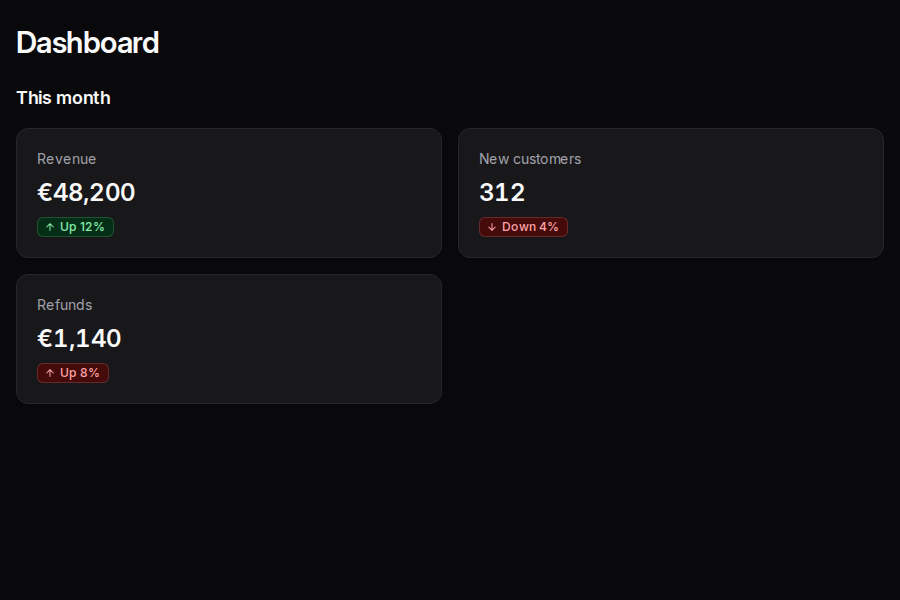 Dashboard
This month
Revenue
€48,200
↑ Up 12%
New customers
312
↓ Down 4%
Refunds
€1,140
↑ Up 8%